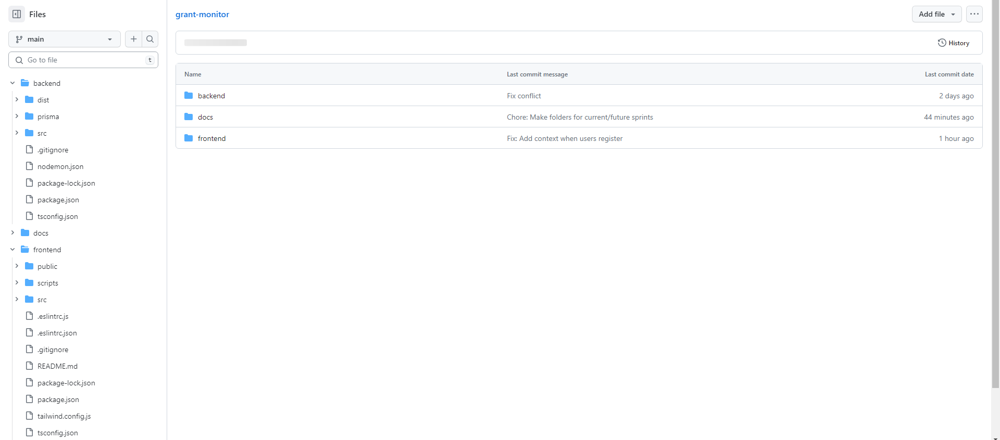 Files
main
Go to file
t
backend
dist
prisma
src
.gitignore
nodemon.json
package-lock.json
package.json
tsconfig.json
docs
frontend
public
scripts
src
.eslintrc.js
.eslintrc.json
.gitignore
README.md
package-lock.json
package.json
tailwind.config.js
tsconfig.json
grant-monitor
Add file
History
Name Last commit message Last commit date
backend Fix conflict 2 days ago
docs Chore: Make folders for current/future sprints 44 minutes ago
frontend Fix: Add context when users register 1 hour ago